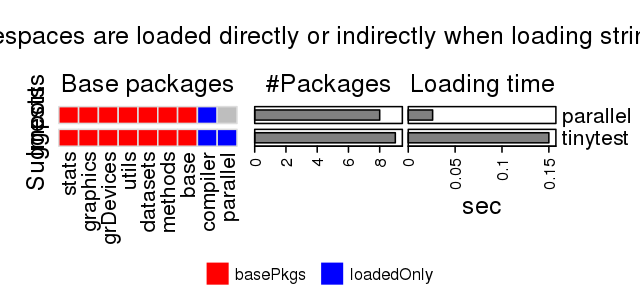 espaces are loaded directly or indirectly when loading strin
Base packages
#Packages
Loading time
parallel
tinytest
stats
graphics
grDevices
utils
datasets
methods
base
compiler
parallel
0 2 4 6 8
0 0.05 0.1 0.15
sec
basePkgs
loadedOnly